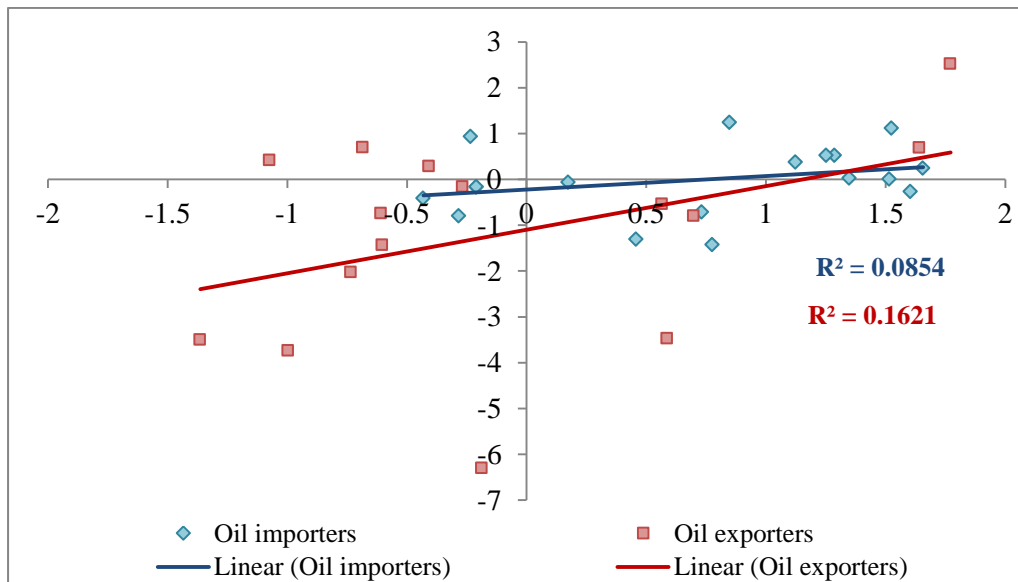 3
2
1
0
-1
-2
-3
-4
-5
-6
-7
-2 -1.5 -1 -0.5 0 0.5 1 1.5 2
R² = 0.0854
R² = 0.1621
Oil importers Oil exporters
Linear (Oil importers) Linear (Oil exporters)